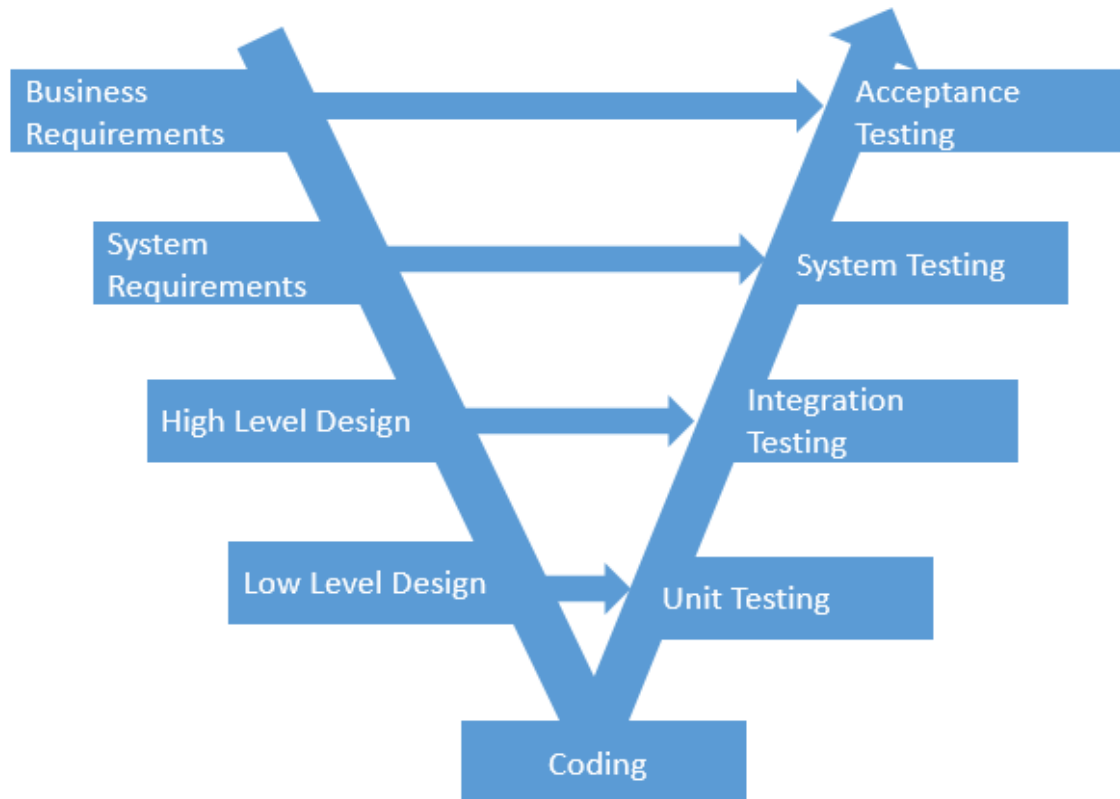 Business
Requirements
Acceptance
Testing
System
Requirements
System Testing
High Level Design
Integration
Testing
Low Level Design
Unit Testing
Coding